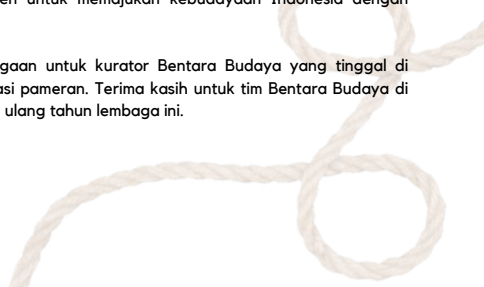 untuk memajukan kebudayaan Indonesia dengan
gaan untuk kurator Bentara Budaya yang tinggal di
asi pameran. Terima kasih untuk tim Bentara Budaya di
ulang tahun lembaga ini.